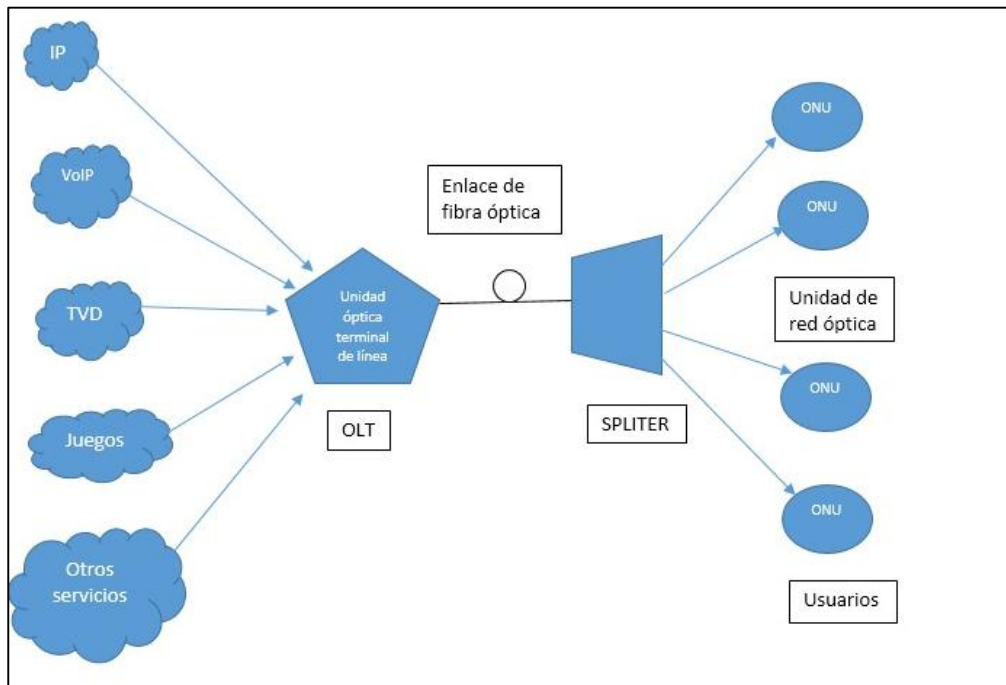 IP
VoIP
TVD
Juegos
Otros
servicios
Unidad
óptica
terminal
de línea
OLT
Enlace de
fibra óptica
SPLITER
ONU
ONU
Unidad de
red óptica
ONU
ONU
Usuarios